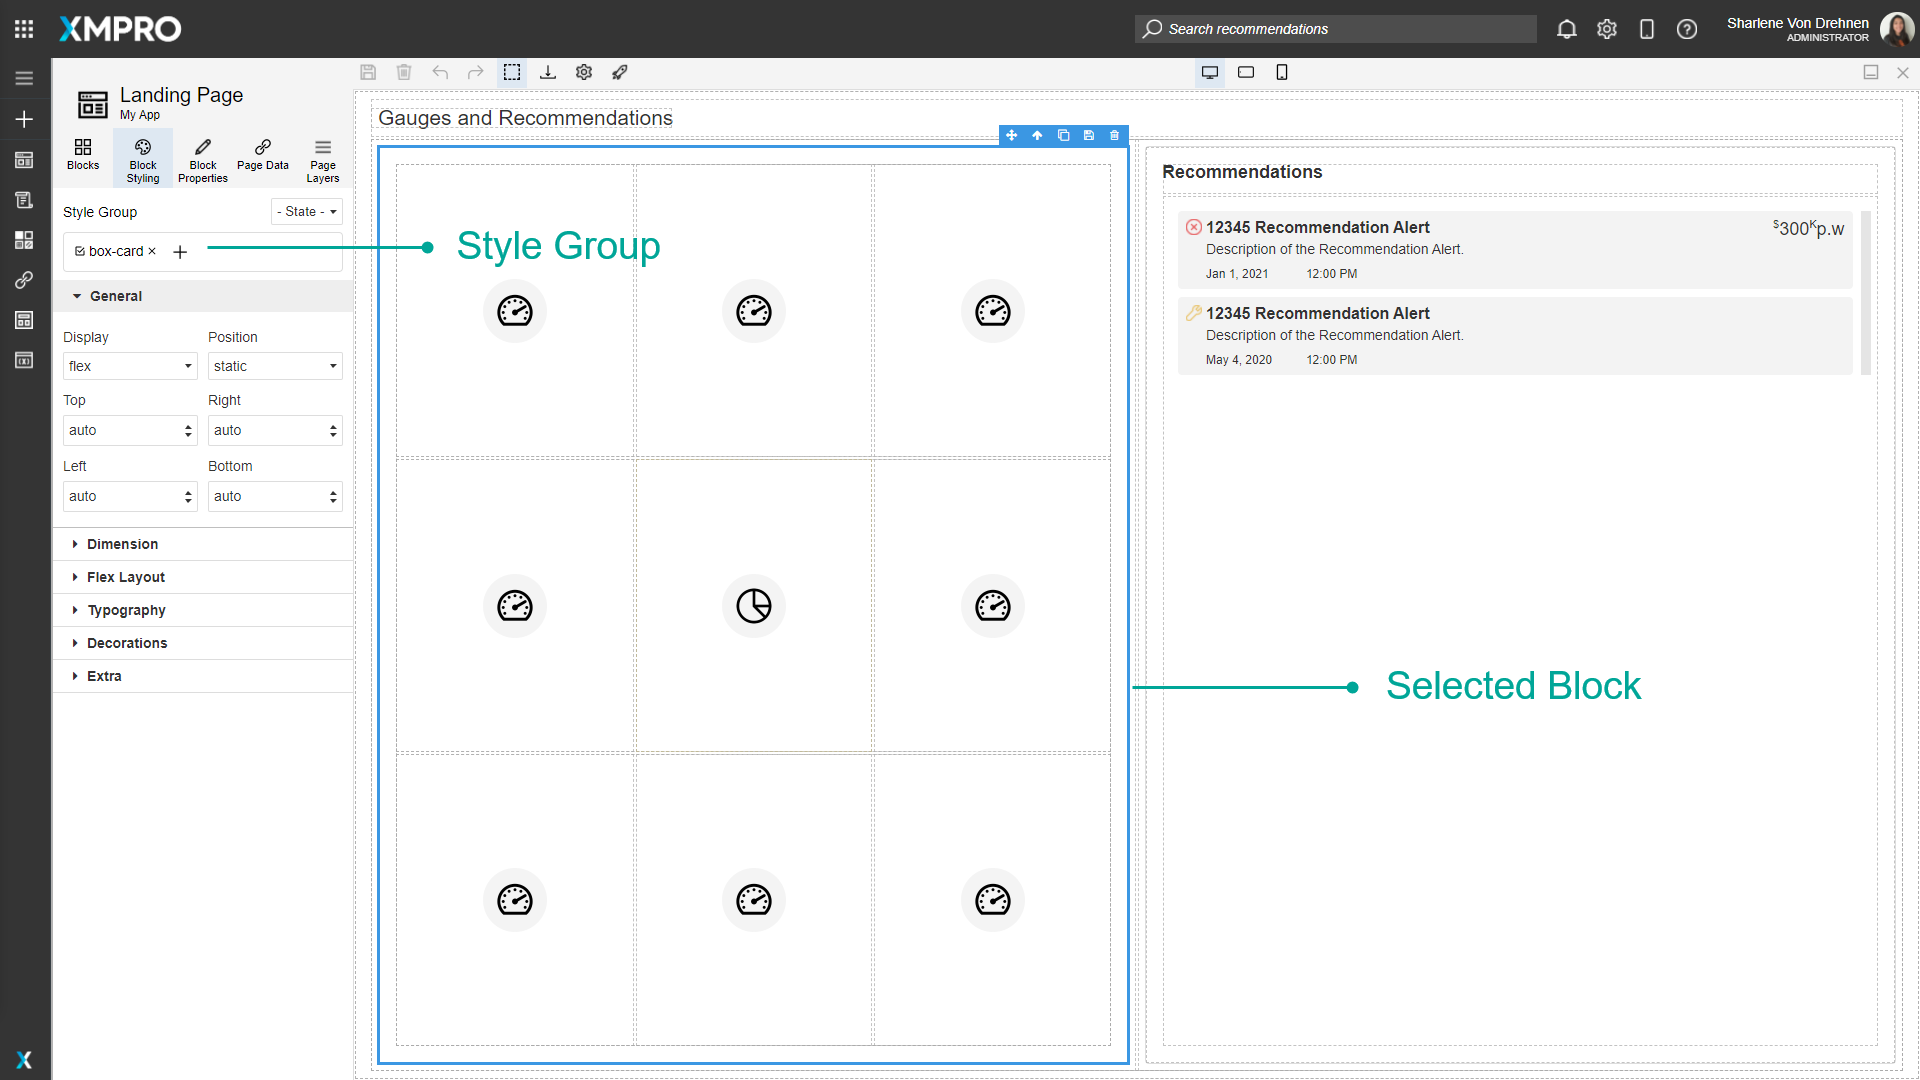 XMPRO
Search recommendations
Sharlene Von Drehnen
ADMINISTRATOR
Landing Page
My App
Blocks
Block Styling
Block Properties
Page Data
Page Layers
Style Group
- State -
box-card ×
General
Display
Position
flex
static
Top
Right
auto
auto
Left
Bottom
auto
auto
Dimension
Flex Layout
Typography
Decorations
Extra
Gauges and Recommendations
Style Group
Recommendations
12345 Recommendation Alert
$300Kp.w
Description of the Recommendation Alert.
Jan 1, 2021 12:00 PM
12345 Recommendation Alert
Description of the Recommendation Alert.
May 4, 2020 12:00 PM
Selected Block